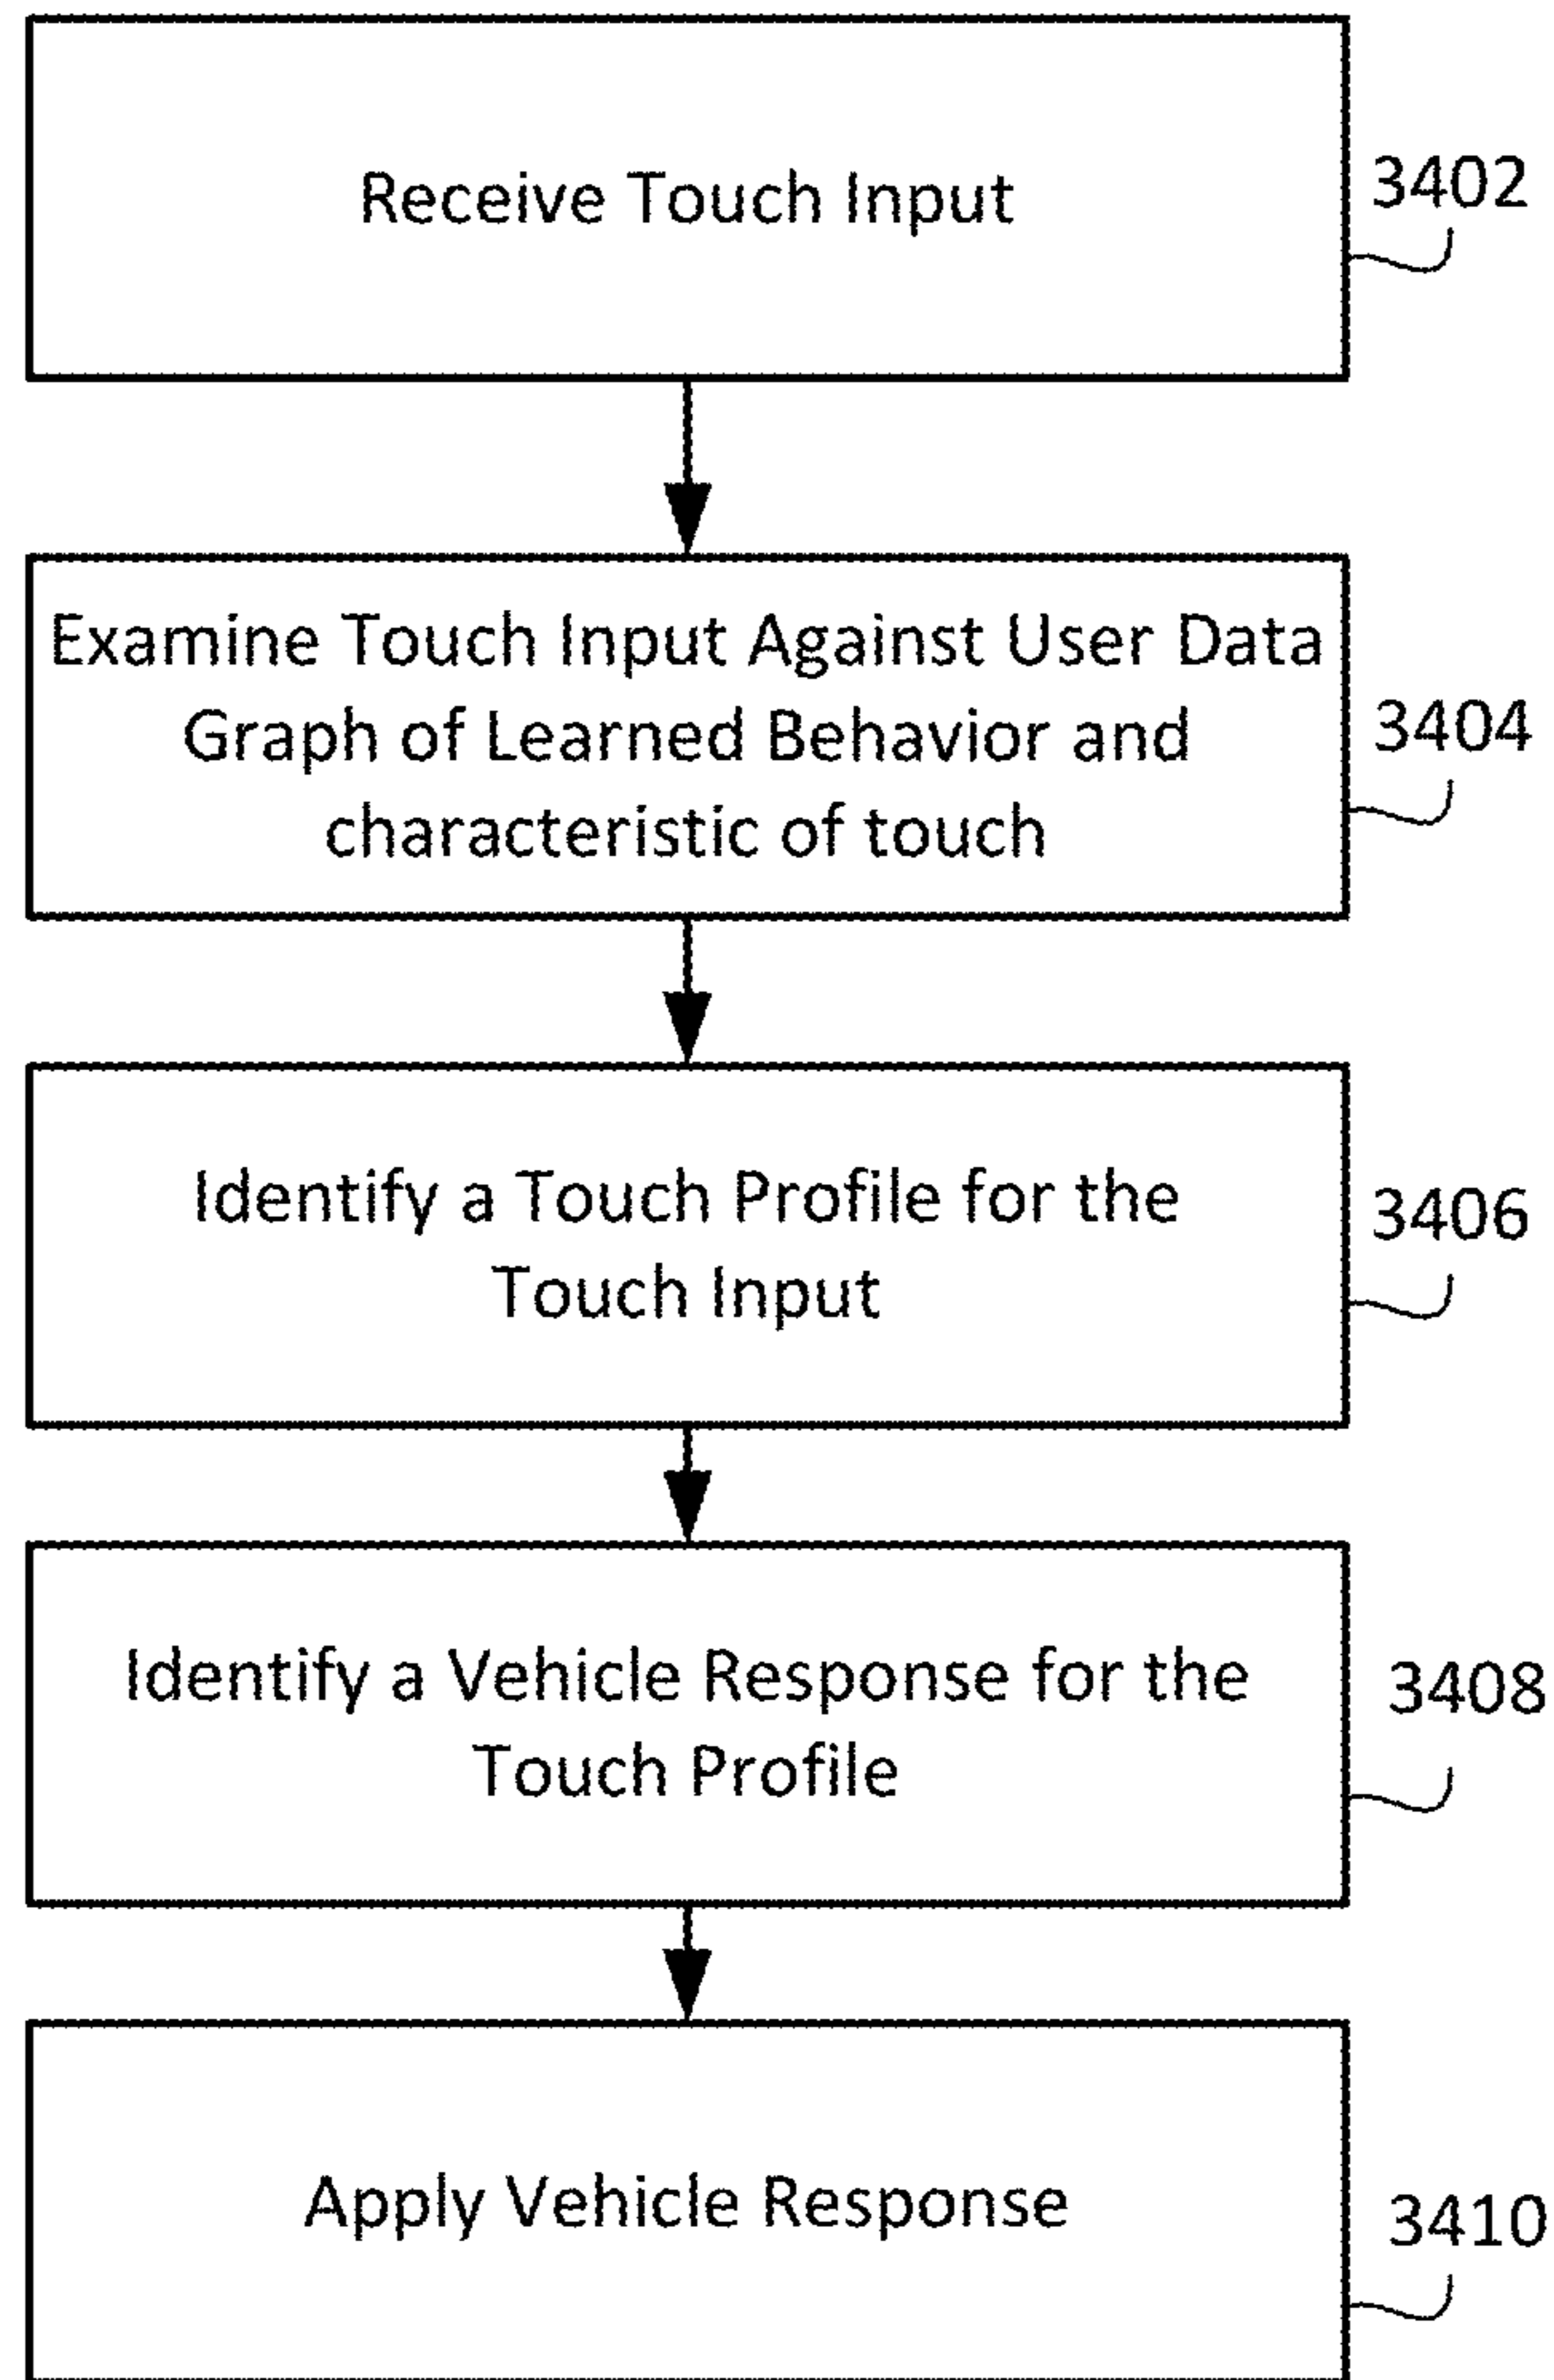 Receive Touch Input
3402
Examine Touch Input Against User Data
Graph of Learned Behavior and
characteristic of touch
3404
Identify a Touch Profile for the
Touch Input
3406
Identify a Vehicle Response for the
Touch Profile
3408
Apply Vehicle Response
3410